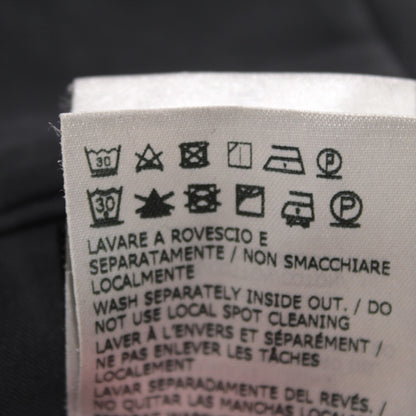 30 P
30 P
LAVARE A ROVESCIO E
SEPARATAMENTE / NON SMACCHIARE
LOCALMENTE
WASH SEPARATELY INSIDE OUT. / DO
NOT USE LOCAL SPOT CLEANING
LAVER À L'ENVERS ET SÉPARÉMENT /
NE PAS ENLEVER LES TÂCHES
LOCALEMENT
LAVAR SEPARADAMENTE DEL REVÉS. /
NO QUITAR LAS MANCHAS LOCAL